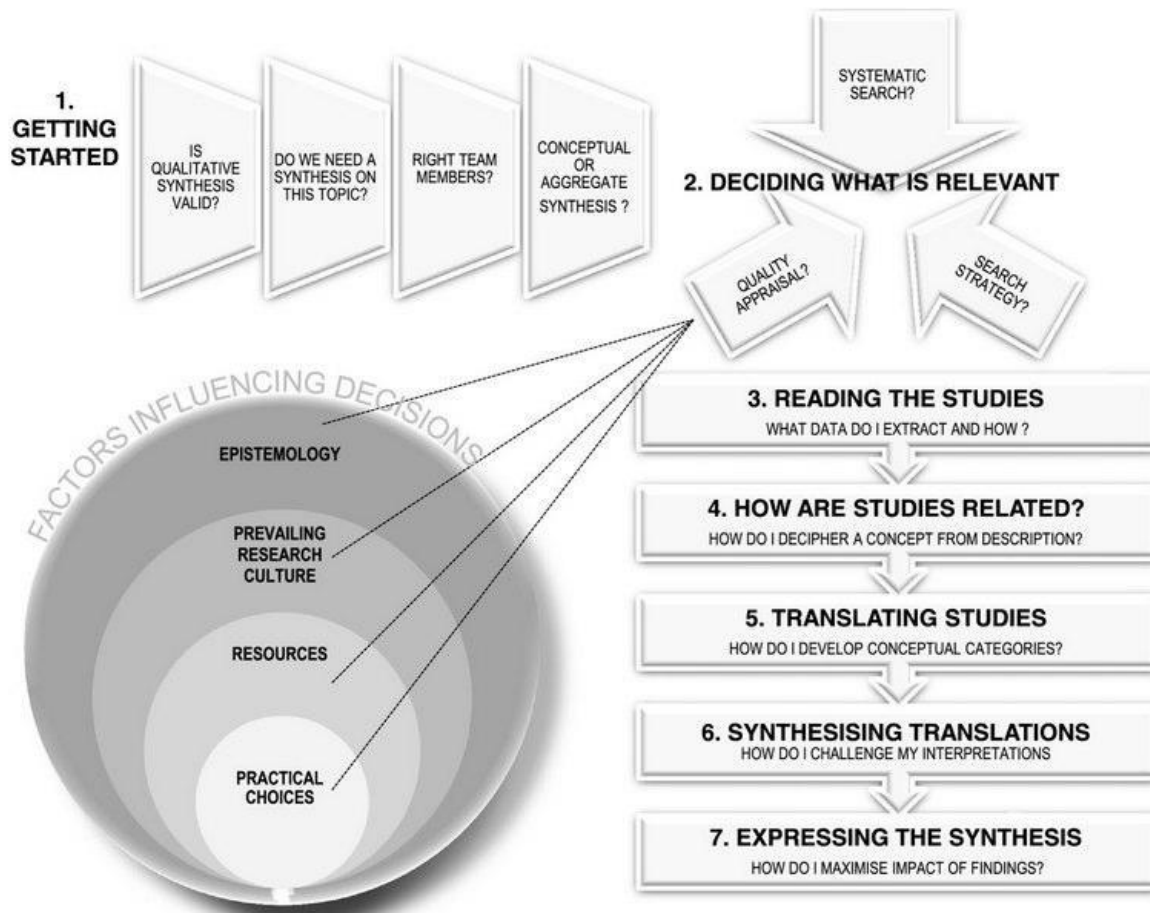 1.
GETTING
STARTED
IS
QUALITATIVE
SYNTHESIS
VALID?
DO WE NEED A
SYNTHESIS ON
THIS TOPIC?
RIGHT TEAM
MEMBERS?
CONCEPTUAL
OR
AGGREGATE
SYNTHESIS ?
SYSTEMATIC
SEARCH?
2. DECIDING WHAT IS RELEVANT
QUALITY
APPRAISAL?
SEARCH
STRATEGY?
FACTORS INFLUENCING DECISIONS
EPISTEMOLOGY
PREVAILING
RESEARCH
CULTURE
RESOURCES
PRACTICAL
CHOICES
3. READING THE STUDIES
WHAT DATA DO I EXTRACT AND HOW ?
4. HOW ARE STUDIES RELATED?
HOW DO I DECIPHER A CONCEPT FROM DESCRIPTION?
5. TRANSLATING STUDIES
HOW DO I DEVELOP CONCEPTUAL CATEGORIES?
6. SYNTHESISING TRANSLATIONS
HOW DO I CHALLENGE MY INTERPRETATIONS
7. EXPRESSING THE SYNTHESIS
HOW DO I MAXIMISE IMPACT OF FINDINGS?